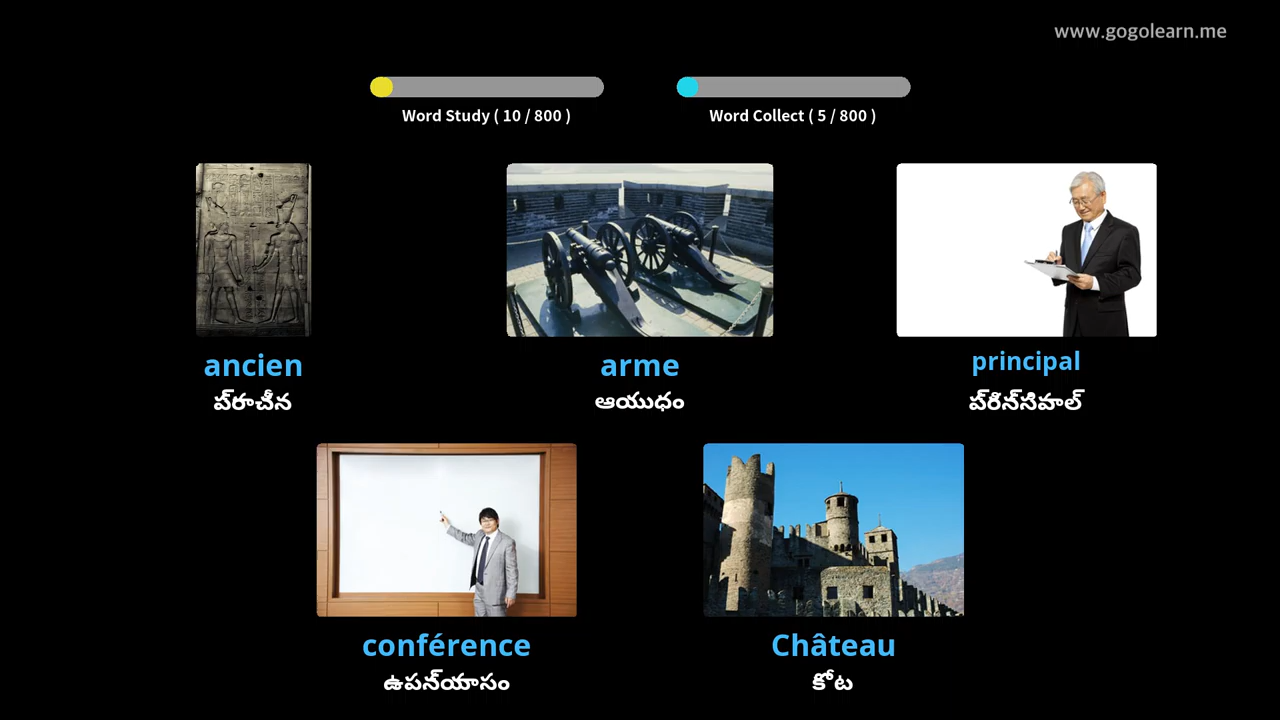 www.gogolearn.me
Word Study ( 10 / 800 )
Word Collect ( 5 / 800 )
ancien
ప్‌రాచీన
arme
ఆయుధం
principal
ప్‌రిన్‌సిపాల్
conférence
ఉపన్‌యాసం
Château
కోట